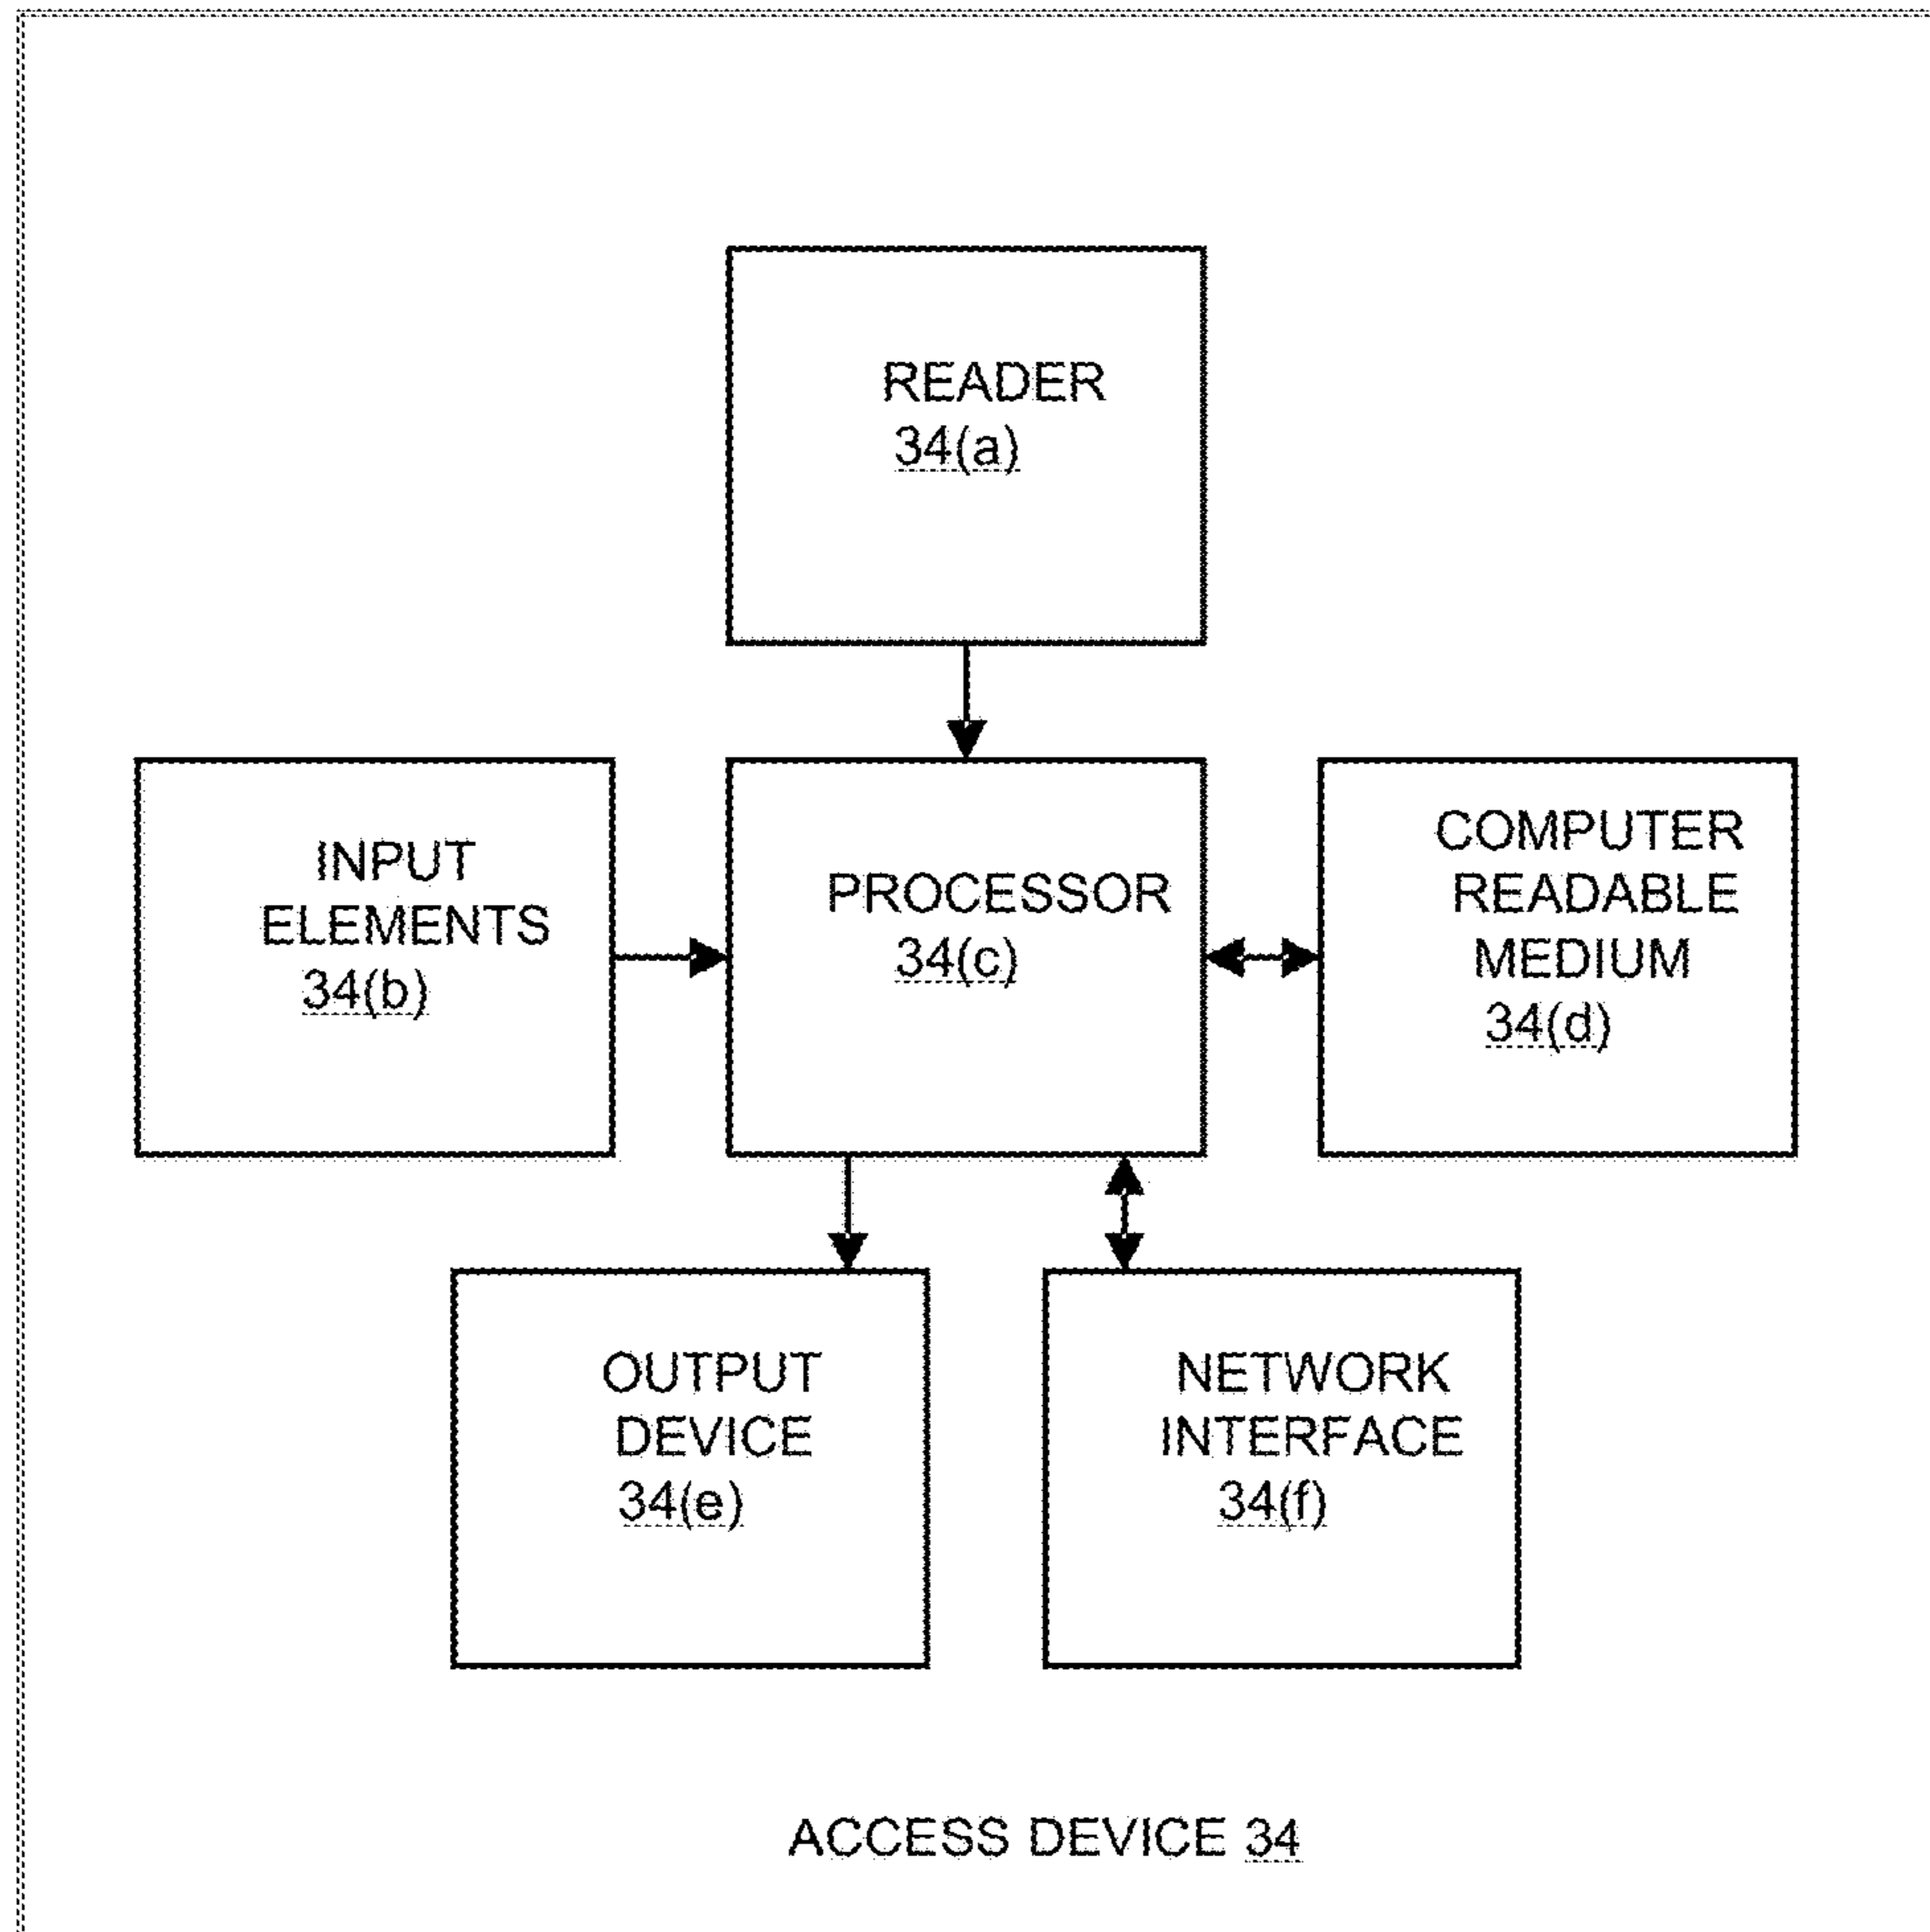 READER
34(a)
INPUT
ELEMENTS
34(b)
PROCESSOR
34(c)
COMPUTER
READABLE
MEDIUM
34(d)
OUTPUT
DEVICE
34(e)
NETWORK
INTERFACE
34(f)
ACCESS DEVICE 34